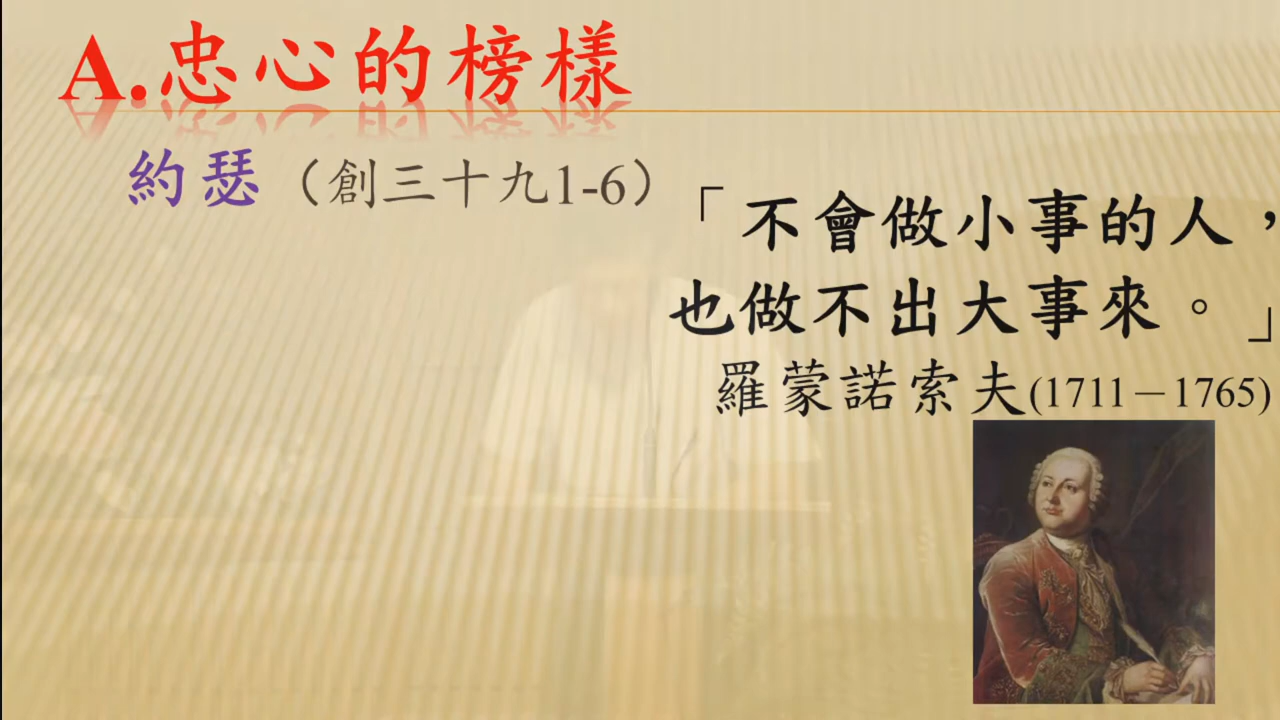 A.忠心的榜樣
約瑟（創三十九1-6）
「不會做小事的人，
也做不出大事來。」
羅蒙諾索夫(1711－1765)